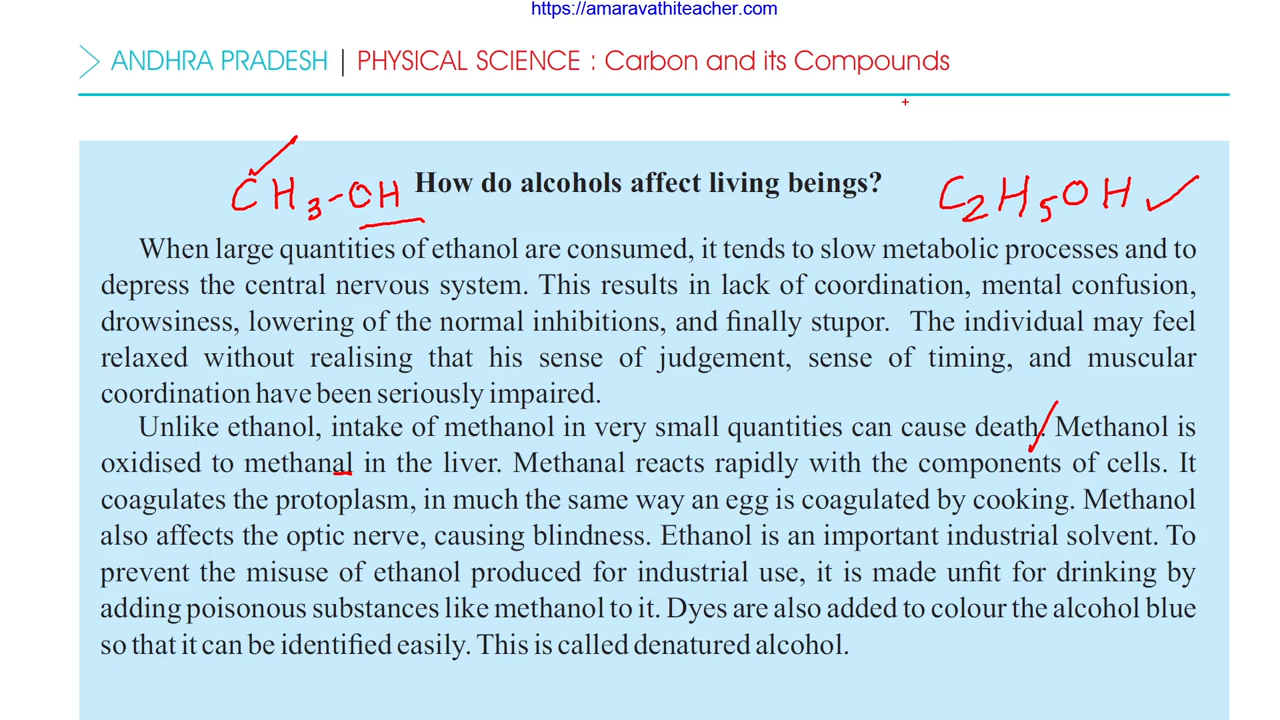 https://amaravathiteacher.com
ANDHRA PRADESH | PHYSICAL SCIENCE : Carbon and its Compounds
CH3-OH How do alcohols affect living beings? C2H5OH
When large quantities of ethanol are consumed, it tends to slow metabolic processes and to
depress the central nervous system. This results in lack of coordination, mental confusion,
drowsiness, lowering of the normal inhibitions, and finally stupor. The individual may feel
relaxed without realising that his sense of judgement, sense of timing, and muscular
coordination have been seriously impaired.
Unlike ethanol, intake of methanol in very small quantities can cause death. Methanol is
oxidised to methanal in the liver. Methanal reacts rapidly with the components of cells. It
coagulates the protoplasm, in much the same way an egg is coagulated by cooking. Methanol
also affects the optic nerve, causing blindness. Ethanol is an important industrial solvent. To
prevent the misuse of ethanol produced for industrial use, it is made unfit for drinking by
adding poisonous substances like methanol to it. Dyes are also added to colour the alcohol blue
so that it can be identified easily. This is called denatured alcohol.